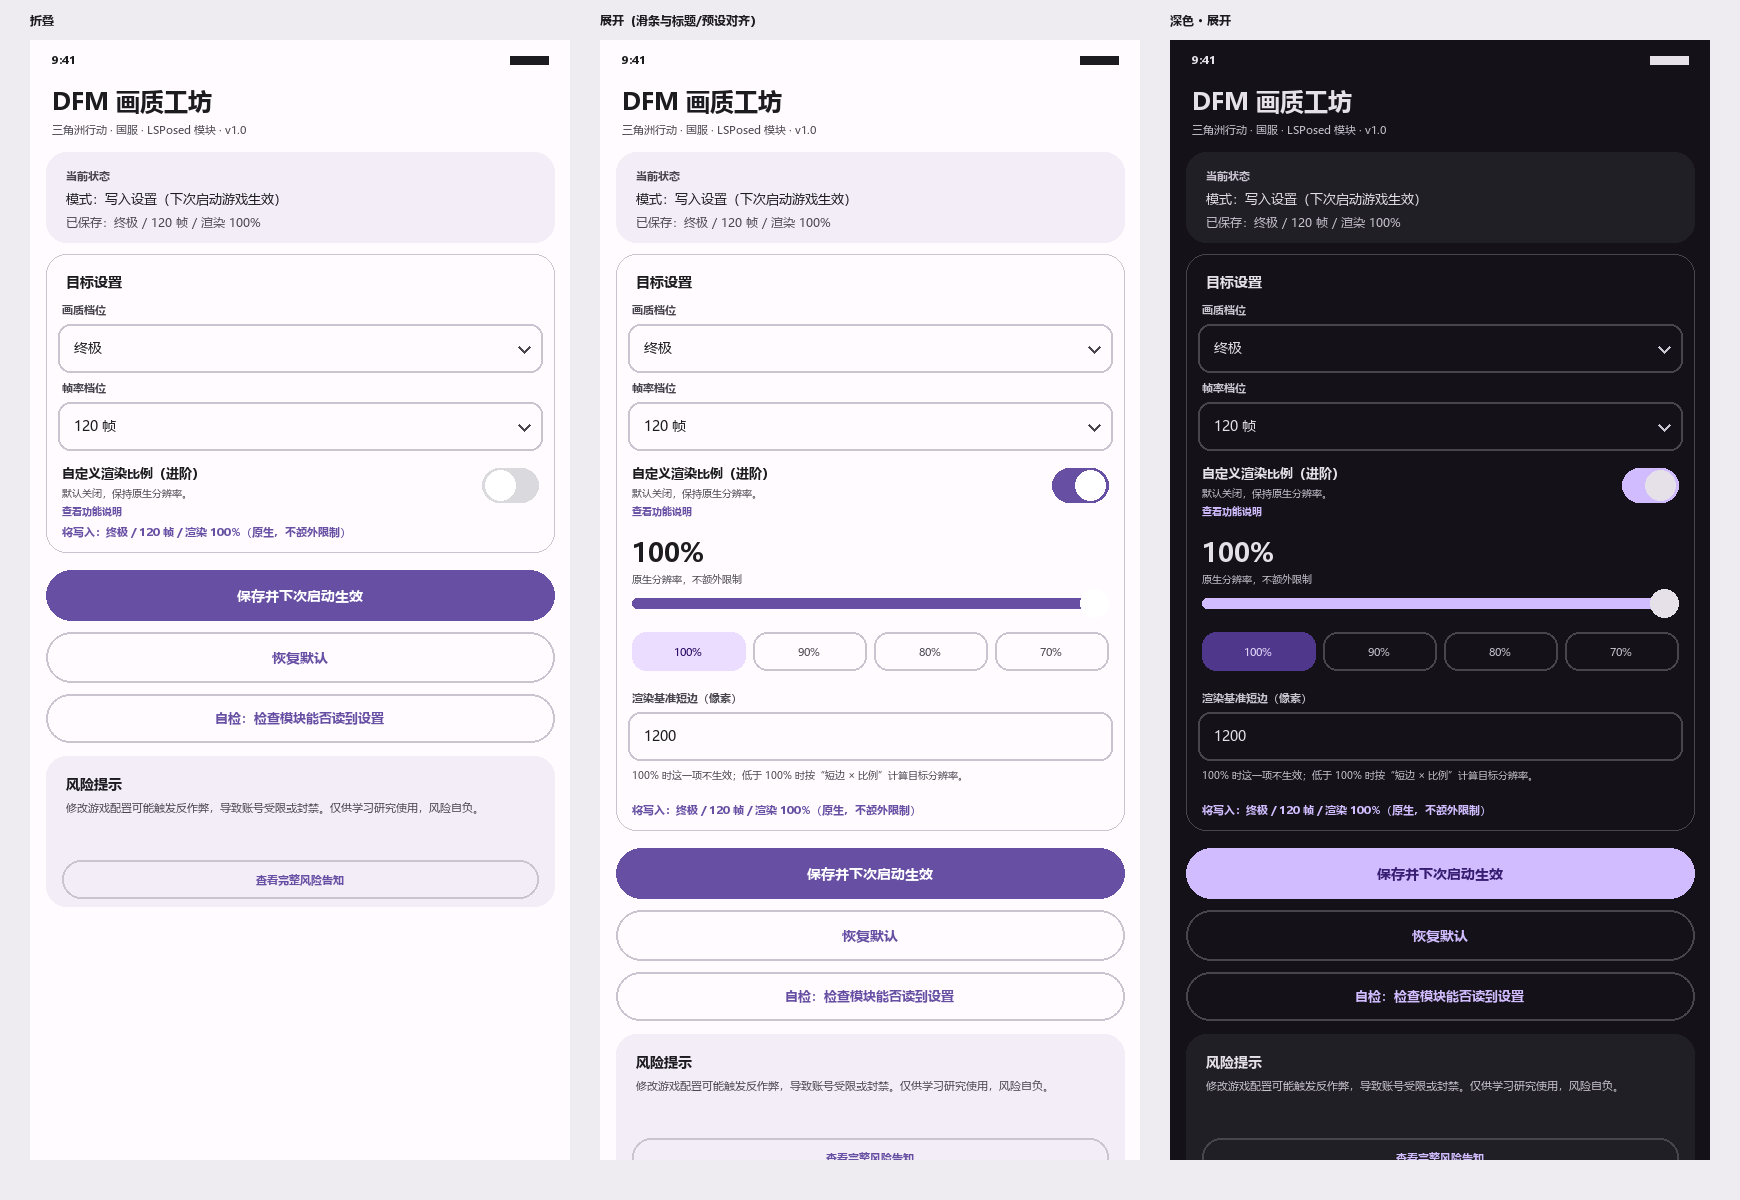 折叠
9:41
DFM 画质工坊
三角洲行动 · 国服 · LSPosed 模块 · v1.0
当前状态
模式：写入设置（下次启动游戏生效）
已保存：终极 / 120 帧 / 渲染 100%
目标设置
画质档位
终极
帧率档位
120 帧
自定义渲染比例（进阶）
默认关闭，保持原生分辨率。
查看功能说明
将写入：终极 / 120 帧 / 渲染 100%（原生，不额外限制）
保存并下次启动生效
恢复默认
自检：检查模块能否读到设置
风险提示
修改游戏配置可能触发反作弊，导致账号受限或封禁。仅供学习研究使用，风险自负。
查看完整风险告知
展开（滑条与标题/预设对齐）
9:41
DFM 画质工坊
三角洲行动 · 国服 · LSPosed 模块 · v1.0
当前状态
模式：写入设置（下次启动游戏生效）
已保存：终极 / 120 帧 / 渲染 100%
目标设置
画质档位
终极
帧率档位
120 帧
自定义渲染比例（进阶）
默认关闭，保持原生分辨率。
查看功能说明
100%
原生分辨率，不额外限制
100% 90% 80% 70%
渲染基准短边（像素）
1200
100% 时这一项不生效；低于 100% 时按“短边 × 比例”计算目标分辨率。
将写入：终极 / 120 帧 / 渲染 100%（原生，不额外限制）
保存并下次启动生效
恢复默认
自检：检查模块能否读到设置
风险提示
修改游戏配置可能触发反作弊，导致账号受限或封禁。仅供学习研究使用，风险自负。
查看完整风险告知
深色 · 展开
9:41
DFM 画质工坊
三角洲行动 · 国服 · LSPosed 模块 · v1.0
当前状态
模式：写入设置（下次启动游戏生效）
已保存：终极 / 120 帧 / 渲染 100%
目标设置
画质档位
终极
帧率档位
120 帧
自定义渲染比例（进阶）
默认关闭，保持原生分辨率。
查看功能说明
100%
原生分辨率，不额外限制
100% 90% 80% 70%
渲染基准短边（像素）
1200
100% 时这一项不生效；低于 100% 时按“短边 × 比例”计算目标分辨率。
将写入：终极 / 120 帧 / 渲染 100%（原生，不额外限制）
保存并下次启动生效
恢复默认
自检：检查模块能否读到设置
风险提示
修改游戏配置可能触发反作弊，导致账号受限或封禁。仅供学习研究使用，风险自负。
查看完整风险告知